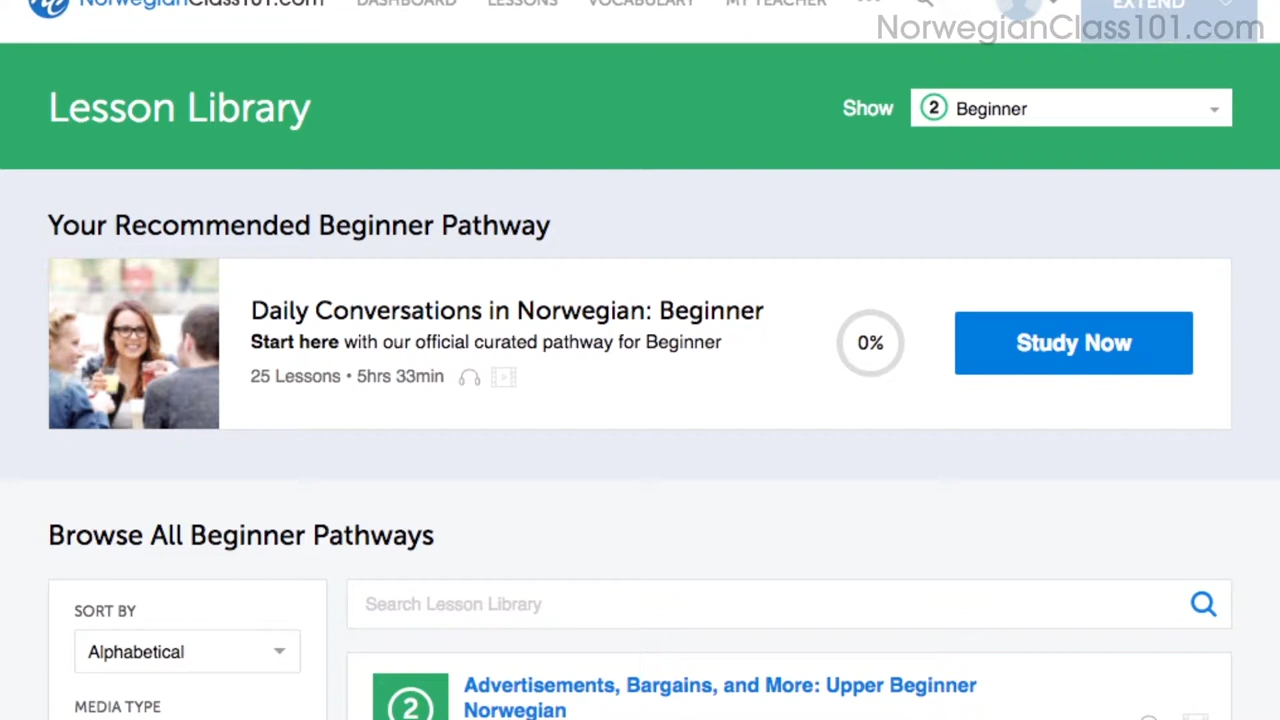 NorwegianClass101.com DASHBOARD LESSONS VOCABULARY MY TEACHER EXTEND
NorwegianClass101.com
Lesson Library
Show 2 Beginner
Your Recommended Beginner Pathway
Daily Conversations in Norwegian: Beginner
Start here with our official curated pathway for Beginner
25 Lessons • 5hrs 33min
0%
Study Now
Browse All Beginner Pathways
SORT BY
Alphabetical
MEDIA TYPE
Search Lesson Library
2
Advertisements, Bargains, and More: Upper Beginner
Norwegian